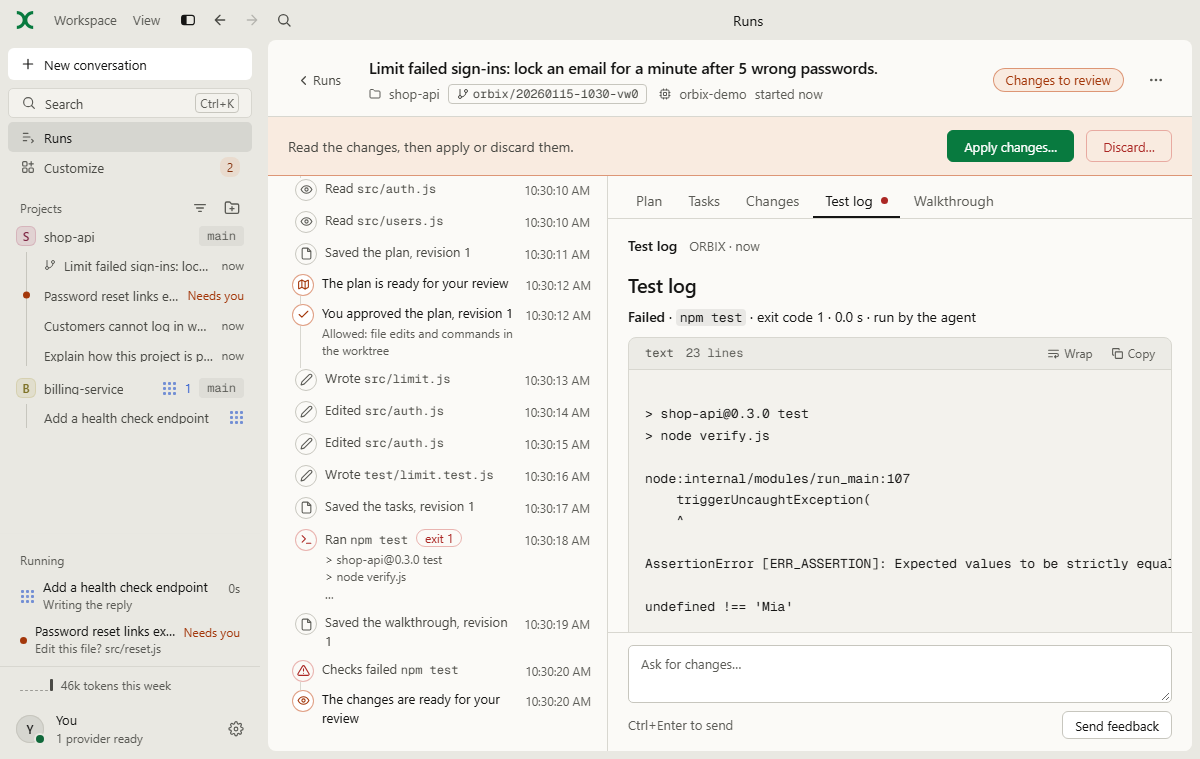 Workspace View
Runs
New conversation
Search Ctrl+K
Runs
Customize 2
Projects
S shop-api main
Limit failed sign-ins: loc... now
Password reset links e... Needs you
Customers cannot log in w... now
Explain how this project is p... now
B billing-service 1 main
Add a health check endpoint
Running
Add a health check endpoint 0s
Writing the reply
Password reset links ex... Needs you
Edit this file? src/reset.js
46k tokens this week
Y You
1 provider ready
Runs
Limit failed sign-ins: lock an email for a minute after 5 wrong passwords.
shop-api orbix/20260115-1030-vw0 orbix-demo started now
Changes to review
Read the changes, then apply or discard them.
Apply changes...
Discard...
Read src/auth.js 10:30:10 AM
Read src/users.js 10:30:10 AM
Saved the plan, revision 1 10:30:11 AM
The plan is ready for your review 10:30:12 AM
You approved the plan, revision 1 10:30:12 AM
Allowed: file edits and commands in
the worktree
Wrote src/limit.js 10:30:13 AM
Edited src/auth.js 10:30:14 AM
Edited src/auth.js 10:30:15 AM
Wrote test/limit.test.js 10:30:16 AM
Saved the tasks, revision 1 10:30:17 AM
Ran npm test exit 1 10:30:18 AM
> shop-api@0.3.0 test
> node verify.js
...
Saved the walkthrough, revision 10:30:19 AM
1
Checks failed npm test 10:30:20 AM
The changes are ready for your 10:30:20 AM
review
Plan Tasks Changes Test log Walkthrough
Test log ORBIX · now
Test log
Failed · npm test · exit code 1 · 0.0 s · run by the agent
text 23 lines Wrap Copy
> shop-api@0.3.0 test
> node verify.js
node:internal/modules/run_main:107
triggerUncaughtException(
^
AssertionError [ERR_ASSERTION]: Expected values to be strictly equal
undefined !== 'Mia'
Ask for changes...
Ctrl+Enter to send
Send feedback